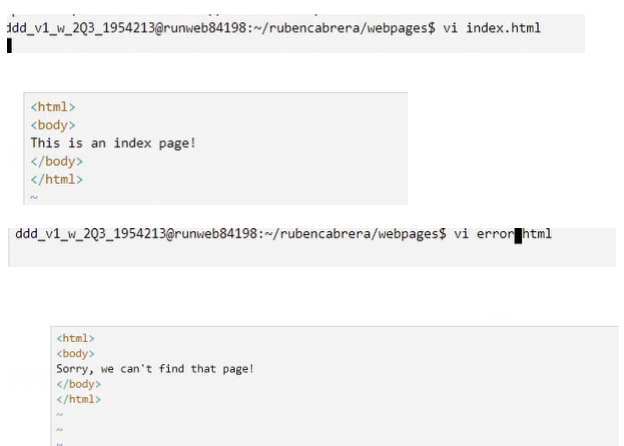 ddd_v1_w_2Q3_1954213@runweb84198:~/rubencabrera/webpages$ vi index.html
<html>
<body>
This is an index page!
</body>
</html>
~
ddd_v1_w_2Q3_1954213@runweb84198:~/rubencabrera/webpages$ vi error html
<html>
<body>
Sorry, we can't find that page!
</body>
</html>
~
~
~